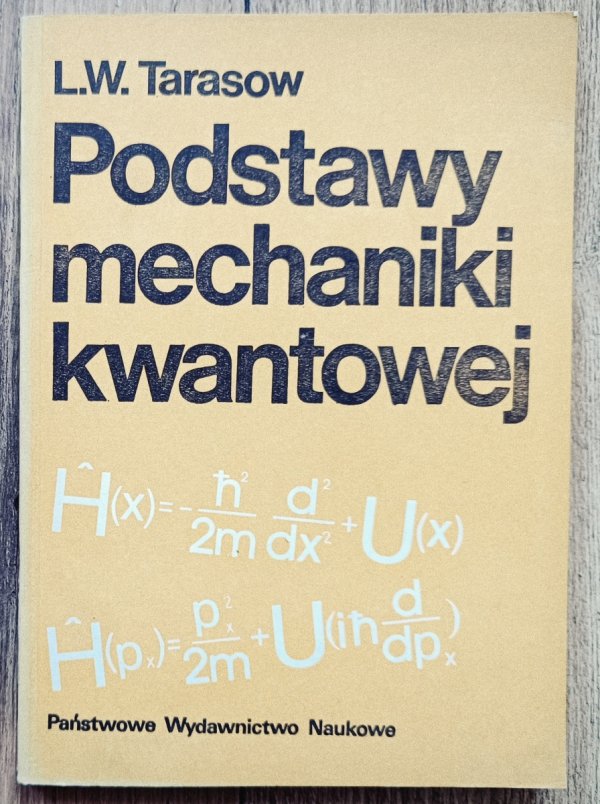 L.W. Tarasow
Podstawy
mechaniki
kwantowej
Ĥ(x)=-ħ²/2m d²/dx²+U(x)
Ĥ(pₓ)=pₓ²/2m+U(iħ d/dpₓ)
Państwowe Wydawnictwo Naukowe